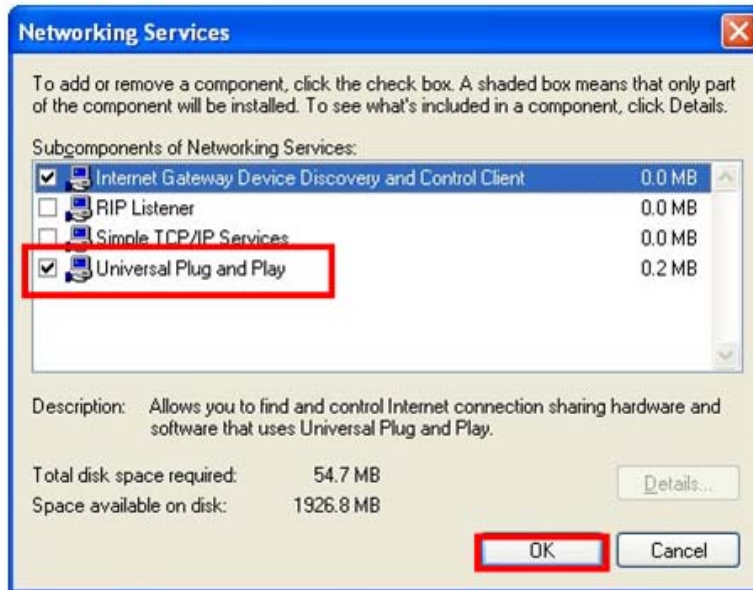 Networking Services
To add or remove a component, click the check box. A shaded box means that only part
of the component will be installed. To see what's included in a component, click Details.
Subcomponents of Networking Services:
Internet Gateway Device Discovery and Control Client 0.0 MB
RIP Listener 0.0 MB
Simple TCP/IP Services 0.0 MB
Universal Plug and Play 0.2 MB
Description: Allows you to find and control Internet connection sharing hardware and
software that uses Universal Plug and Play.
Total disk space required: 54.7 MB
Space available on disk: 1926.8 MB
Details...
OK Cancel